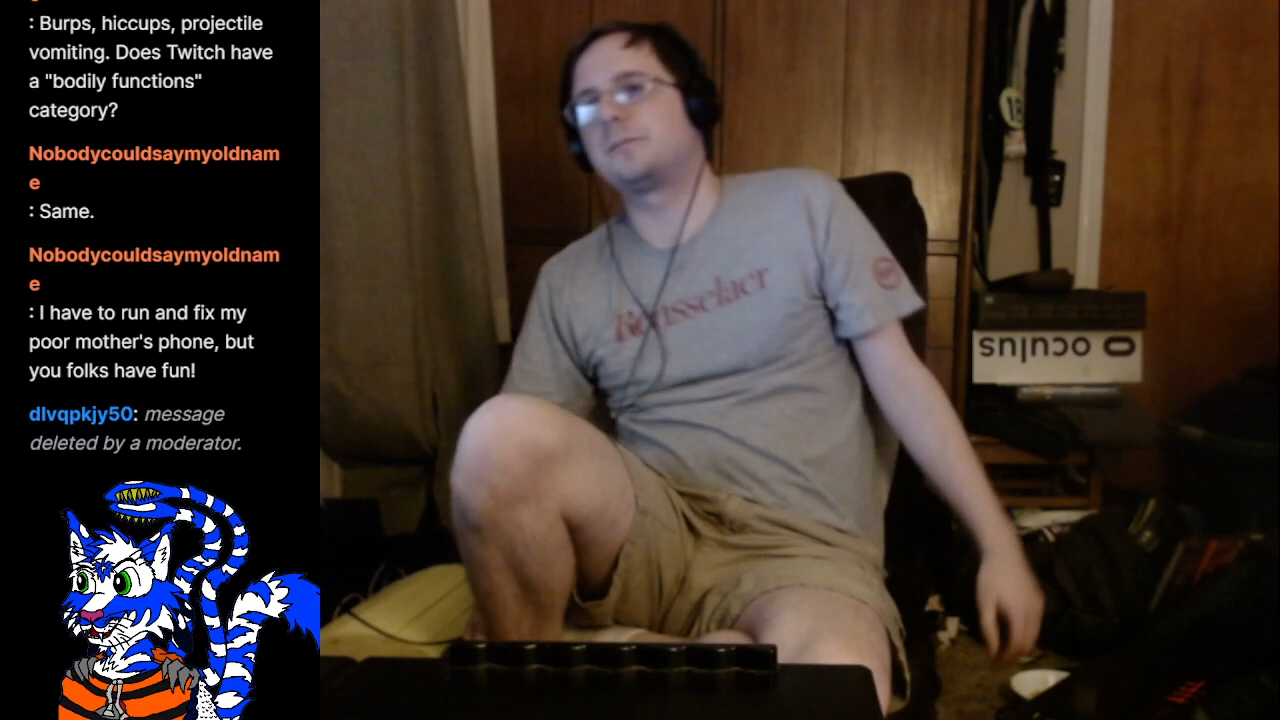 : Burps, hiccups, projectile
vomiting. Does Twitch have
a "bodily functions"
category?
Nobodycouldsaymyoldnam
e
: Same.
Nobodycouldsaymyoldnam
e
: I have to run and fix my
poor mother's phone, but
you folks have fun!
dlvqpkjy50: message
deleted by a moderator.
18
Rensselaer
oculus